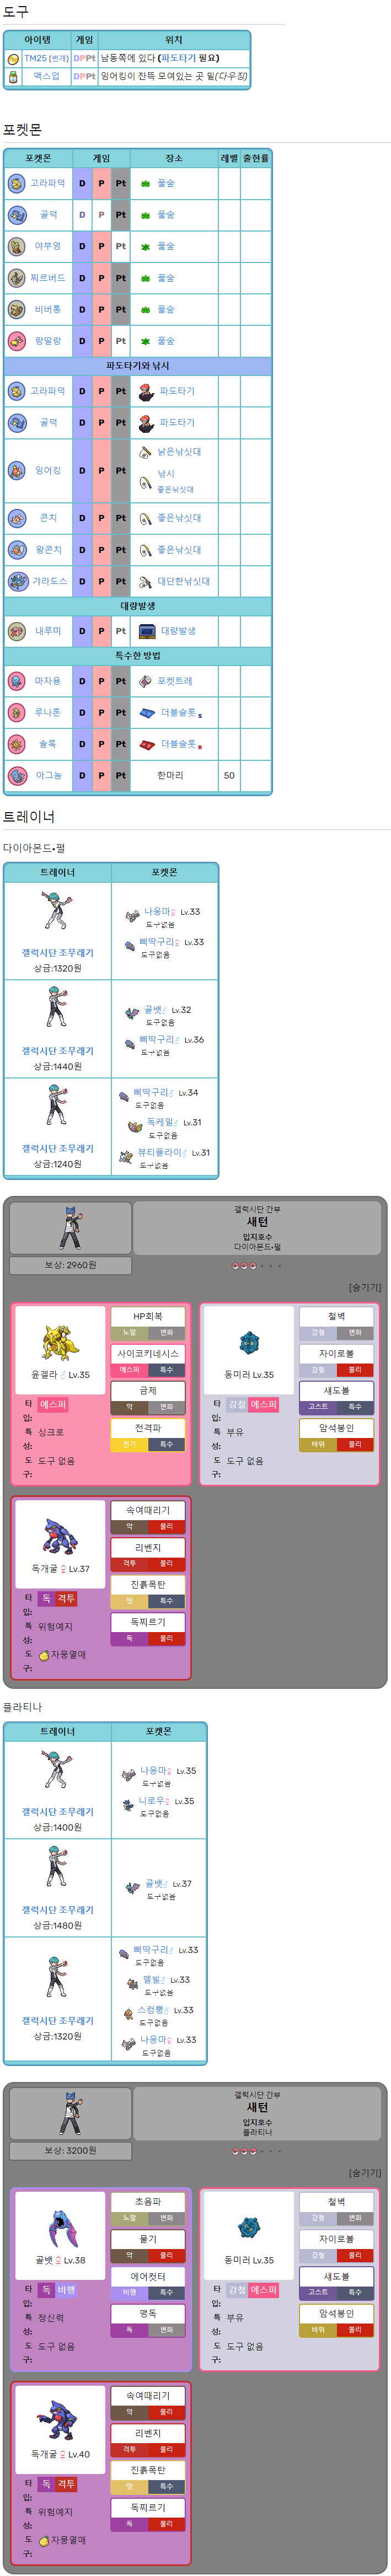 도구
아이템 게임 위치
TM25 (번개) DPPt 남동쪽에 있다 (파도타기 필요)
맥스업 DPPt 잉어킹이 잔뜩 모여있는 곳 밑(다우징)
포켓몬
포켓몬 게임 장소 레벨 출현률
고라파덕 D P Pt 풀숲
골덕 D P Pt 풀숲
야부엉 D P Pt 풀숲
찌르버드 D P Pt 풀숲
비버통 D P Pt 풀숲
랑딸랑 D P Pt 풀숲
파도타기와 낚시
고라파덕 D P Pt 파도타기
골덕 D P Pt 파도타기
잉어킹 D P Pt 낡은낚싯대
낚시
좋은낚싯대
콘치 D P Pt 좋은낚싯대
왕콘치 D P Pt 좋은낚싯대
갸라도스 D P Pt 대단한낚싯대
대량발생
내루미 D P Pt 대량발생
특수한 방법
마자용 D P Pt 포켓트레
루나톤 D P Pt 더블슬롯 S
솔록 D P Pt 더블슬롯 R
아그놈 D P Pt 한마리 50
트레이너
다이아몬드•펄
트레이너 포켓몬
갤럭시단 조무래기
상금:1320원
나옹마♀ Lv.33
도구없음
삐딱구리♀ Lv.33
도구없음
갤럭시단 조무래기
상금:1440원
골뱃♂ Lv.32
도구없음
삐딱구리♂ Lv.36
도구없음
갤럭시단 조무래기
상금:1240원
삐딱구리♂ Lv.34
도구없음
독케일♂ Lv.31
도구없음
뷰티플라이♂ Lv.31
도구없음
갤럭시단 간부
새턴
입지호수
다이아몬드•펄
보상: 2960원
[숨기기]
윤겔라 ♂ Lv.35
타입: 에스퍼
특성: 싱크로
도구: 도구 없음
HP회복
노말 변화
사이코키네시스
에스퍼 특수
금제
악 변화
전격파
전기 특수
동미러 Lv.35
타입: 강철 에스퍼
특성: 부유
도구: 도구 없음
철벽
강철 변화
자이로볼
강철 물리
섀도볼
고스트 특수
암석봉인
바위 물리
독개굴 ♀ Lv.37
타입: 독 격투
특성: 위험예지
도구: 자뭉열매
속여때리기
악 물리
리벤지
격투 물리
진흙폭탄
땅 특수
독찌르기
독 물리
플라티나
트레이너 포켓몬
갤럭시단 조무래기
상금:1400원
나옹마♀ Lv.35
도구없음
니로우♀ Lv.35
도구없음
갤럭시단 조무래기
상금:1480원
골뱃♂ Lv.37
도구없음
갤럭시단 조무래기
상금:1320원
삐딱구리♂ Lv.33
도구없음
델빌♂ Lv.33
도구없음
스컹뿡♂ Lv.33
도구없음
나옹마♂ Lv.33
도구없음
갤럭시단 간부
새턴
입지호수
플라티나
보상: 3200원
[숨기기]
골뱃 ♂ Lv.38
타입: 독 비행
특성: 정신력
도구: 도구 없음
초음파
노말 변화
물기
악 물리
에어컷터
비행 특수
맹독
독 변화
동미러 Lv.35
타입: 강철 에스퍼
특성: 부유
도구: 도구 없음
철벽
강철 변화
자이로볼
강철 물리
섀도볼
고스트 특수
암석봉인
바위 물리
독개굴 ♀ Lv.40
타입: 독 격투
특성: 위험예지
도구: 자뭉열매
속여때리기
악 물리
리벤지
격투 물리
진흙폭탄
땅 특수
독찌르기
독 물리